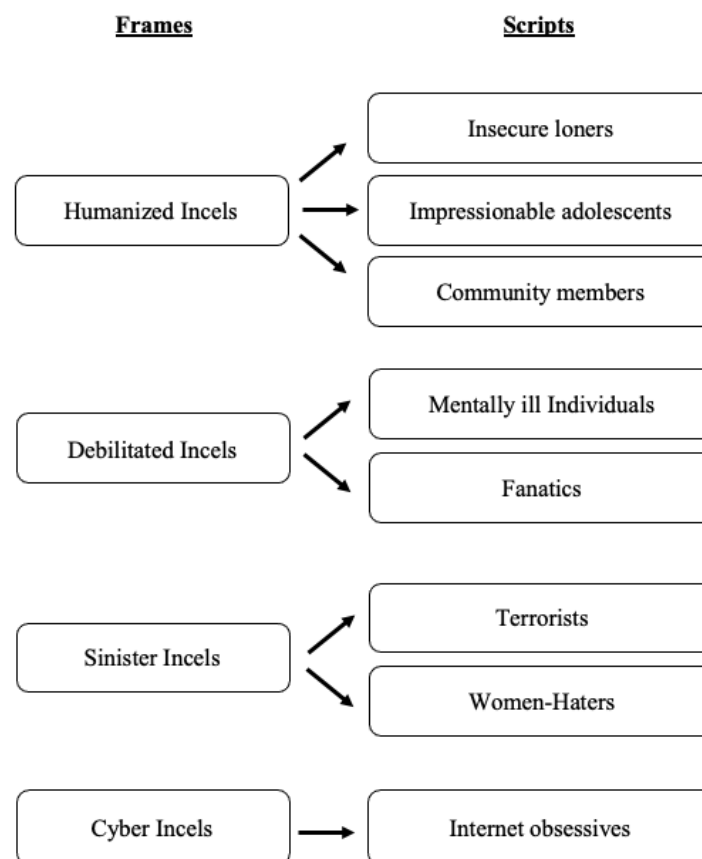 Frames
Scripts
Insecure loners
Humanized Incels
Impressionable adolescents
Community members
Mentally ill Individuals
Debilitated Incels
Fanatics
Terrorists
Sinister Incels
Women-Haters
Cyber Incels
Internet obsessives